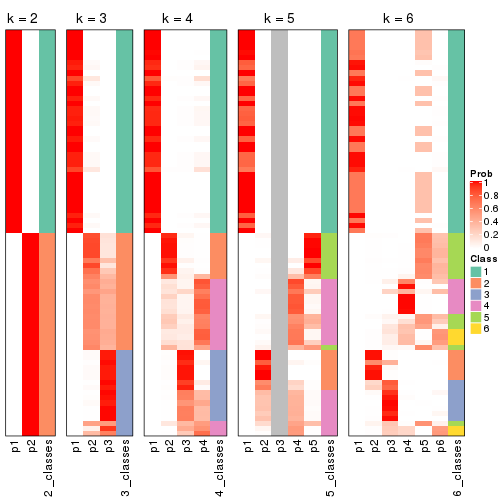 k = 2
k = 3
k = 4
k = 5
k = 6
p1
p2
2_classes
p1
p2
p3
3_classes
p1
p2
p3
p4
4_classes
p1
p2
p3
p4
p5
5_classes
p1
p2
p3
p4
p5
p6
6_classes
Prob
1
0.8
0.6
0.4
0.2
0
Class
1
2
3
4
5
6